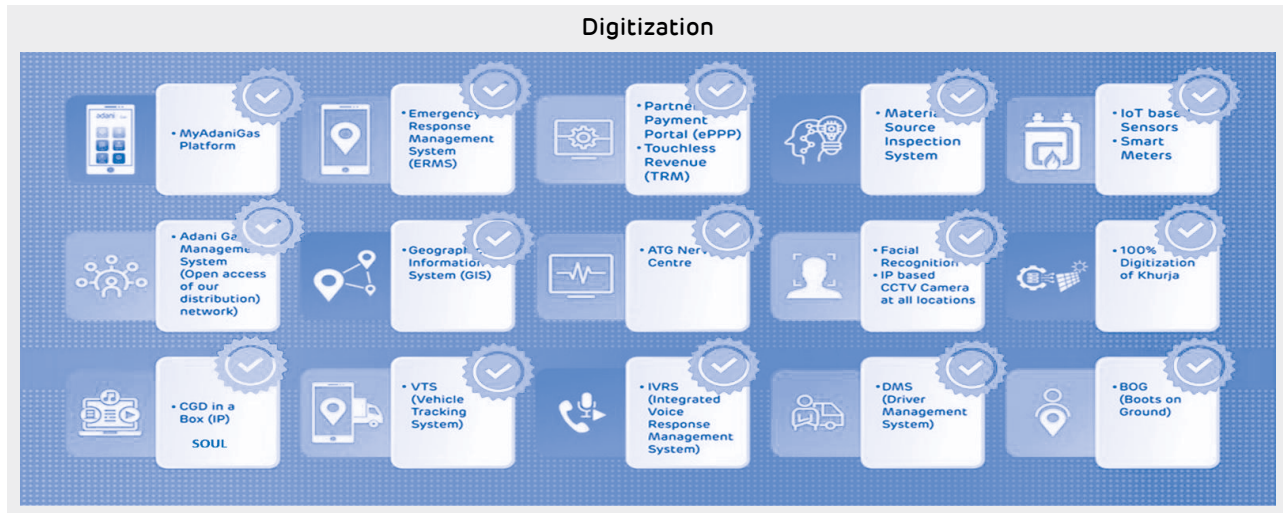 Digitization
adani
• MyAdaniGas
Platform
• Emergency
Response
Management
System
(ERMS)
• Partner
Payment
Portal (ePPP)
• Touchless
Revenue
(TRM)
• Material
Source
Inspection
System
• IoT based
Sensors
• Smart
Meters
• Adani
Management
System
(Open access
of our
distribution)
network)
• Geographic
Information
System (GIS)
• ATG
Centre
• Facial
Recognition
• IP based
CCTV Camera
at all locations
• 100%
Digitization
of Khurja
• CGD in a
Box (IP)
SOUL
• VTS
(Vehicle
Tracking
System)
• IVRS
(Integrated
Voice
Response
Management
System)
• DMS
(Driver
Management
System)
• BOG
(Boots on
Ground)